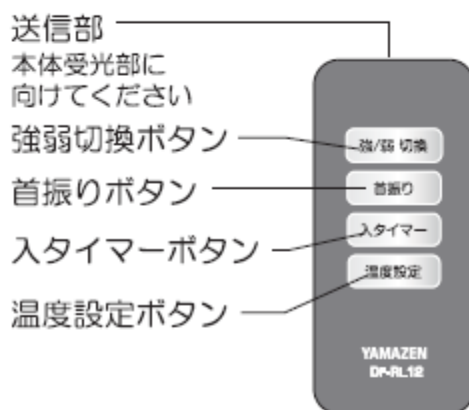 送信部
本体受光部に
向けてください
強弱切換ボタン
首振りボタン
入タイマーボタン
温度設定ボタン
強/弱 切換
首振り
入タイマー
温度設定
YAMAZEN
DF-RL12